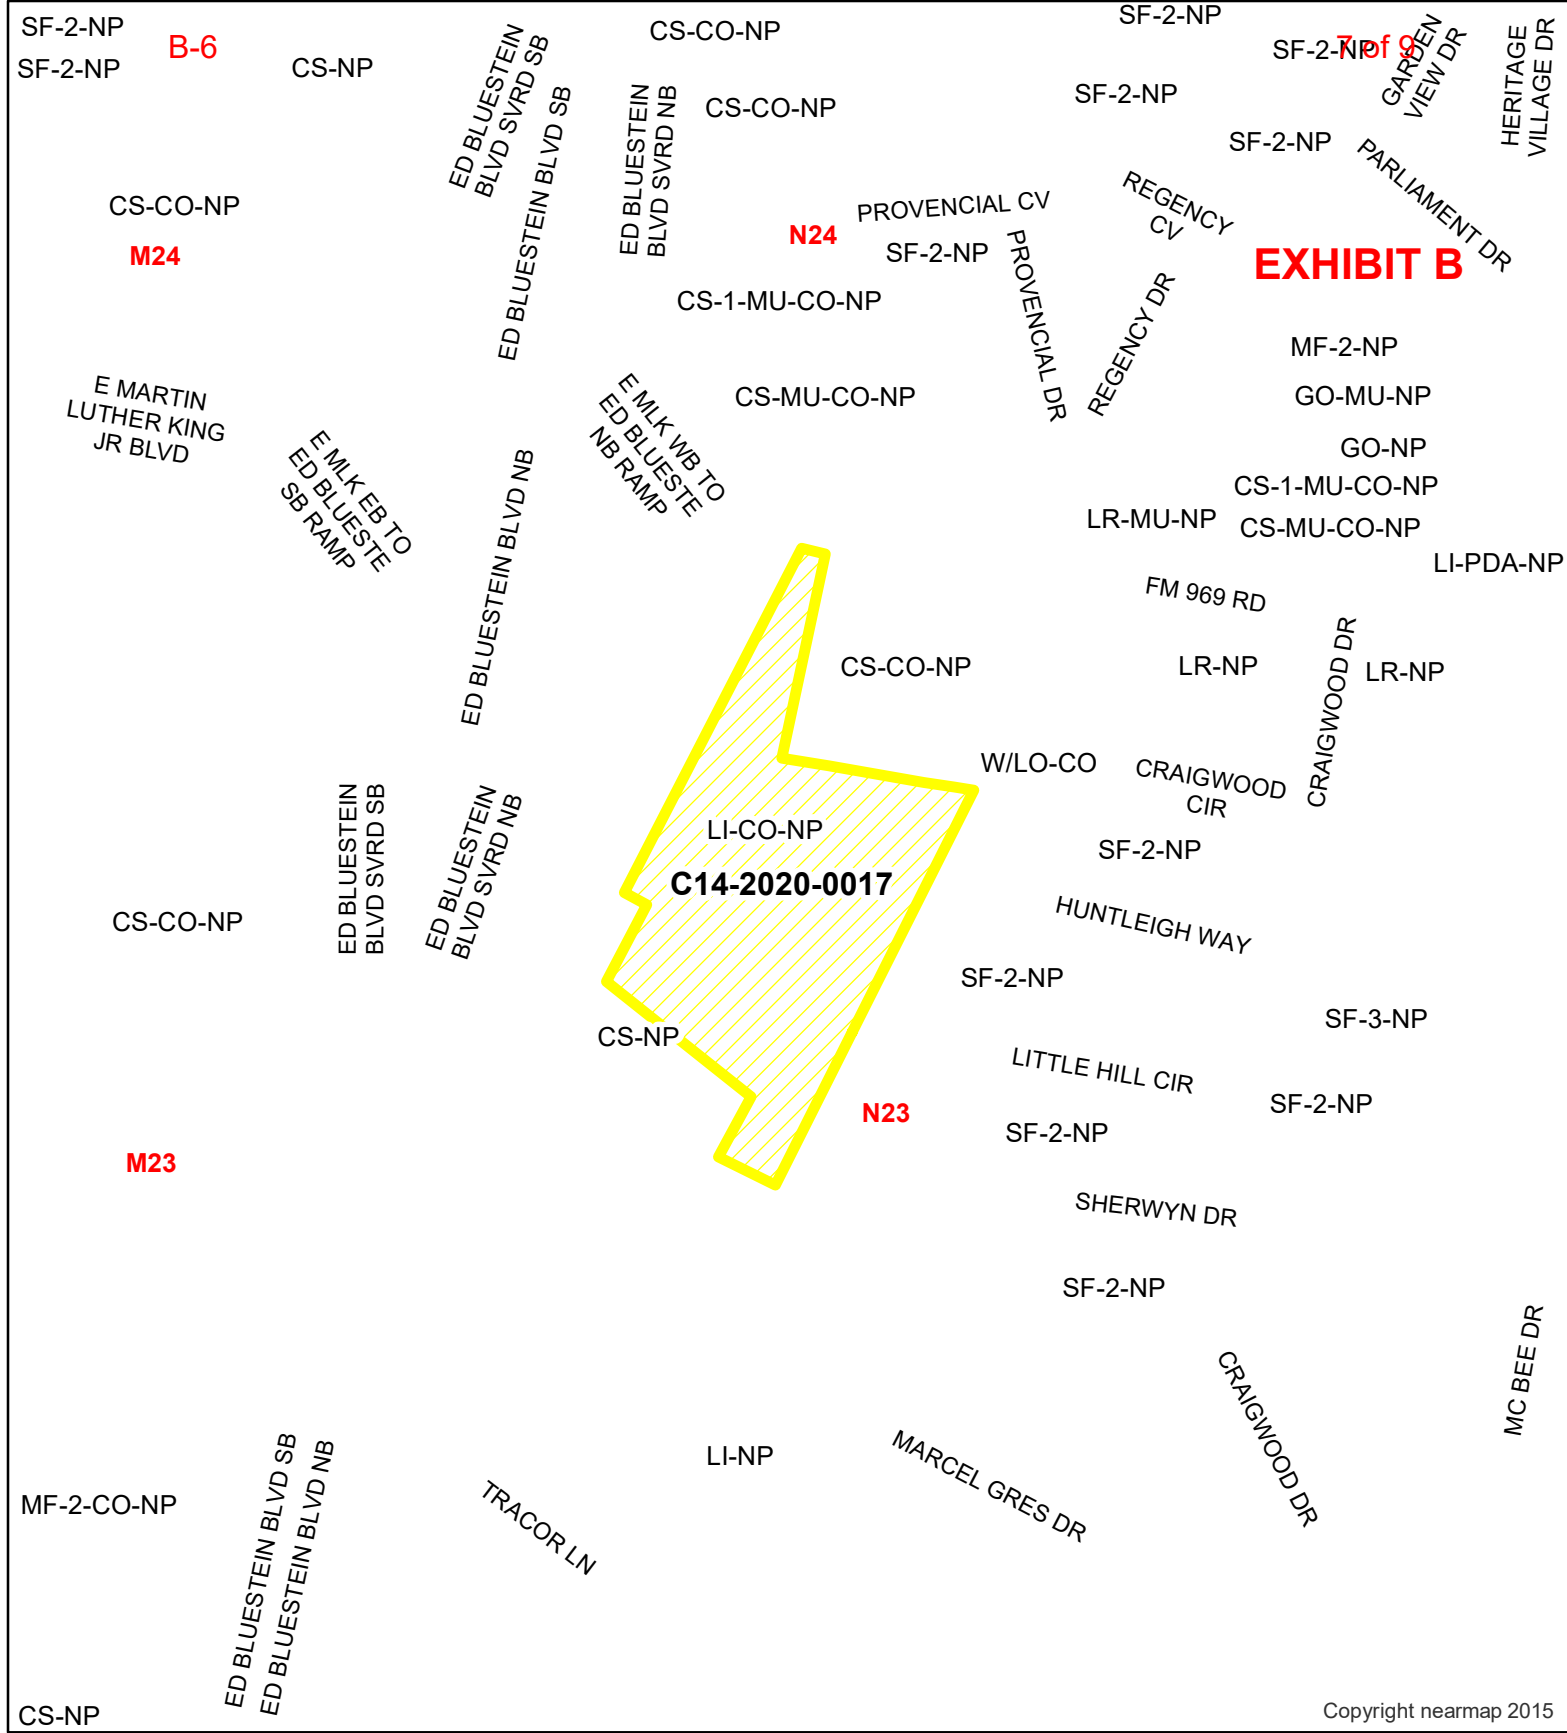 SF-2-NP
B-6
SF-2-NP
CS-NP
ED BLUESTEIN
BLVD SVRD SB
ED BLUESTEIN BLVD SB
CS-CO-NP
ED BLUESTEIN
BLVD SVRD NB
CS-CO-NP
SF-2-NP
SF-2-NP
7 of 9
GARDEN
VIEW DR
HERITAGE
VILLAGE DR
SF-2-NP
SF-2-NP
PARLIAMENT DR
CS-CO-NP
M24
N24
PROVENCIAL CV
SF-2-NP
REGENCY
CV
EXHIBIT B
PROVENCIAL DR
REGENCY DR
CS-1-MU-CO-NP
MF-2-NP
E MARTIN
LUTHER KING
JR BLVD
E MLK EB TO
ED BLUESTE
SB RAMP
E MLK WB TO
ED BLUESTE
NB RAMP
CS-MU-CO-NP
GO-MU-NP
GO-NP
CS-1-MU-CO-NP
LR-MU-NP
CS-MU-CO-NP
LI-PDA-NP
ED BLUESTEIN BLVD NB
FM 969 RD
CS-CO-NP
LR-NP
CRAIGWOOD DR
LR-NP
W/LO-CO
CRAIGWOOD
CIR
ED BLUESTEIN
BLVD SVRD SB
ED BLUESTEIN
BLVD SVRD NB
LI-CO-NP
C14-2020-0017
SF-2-NP
CS-CO-NP
HUNTLEIGH WAY
SF-2-NP
SF-3-NP
CS-NP
LITTLE HILL CIR
SF-2-NP
N23
SF-2-NP
M23
SHERWYN DR
SF-2-NP
MC BEE DR
CRAIGWOOD DR
LI-NP
MARCEL GRES DR
MF-2-CO-NP
ED BLUESTEIN BLVD SB
ED BLUESTEIN BLVD NB
TRACOR LN
CS-NP
Copyright nearmap 2015